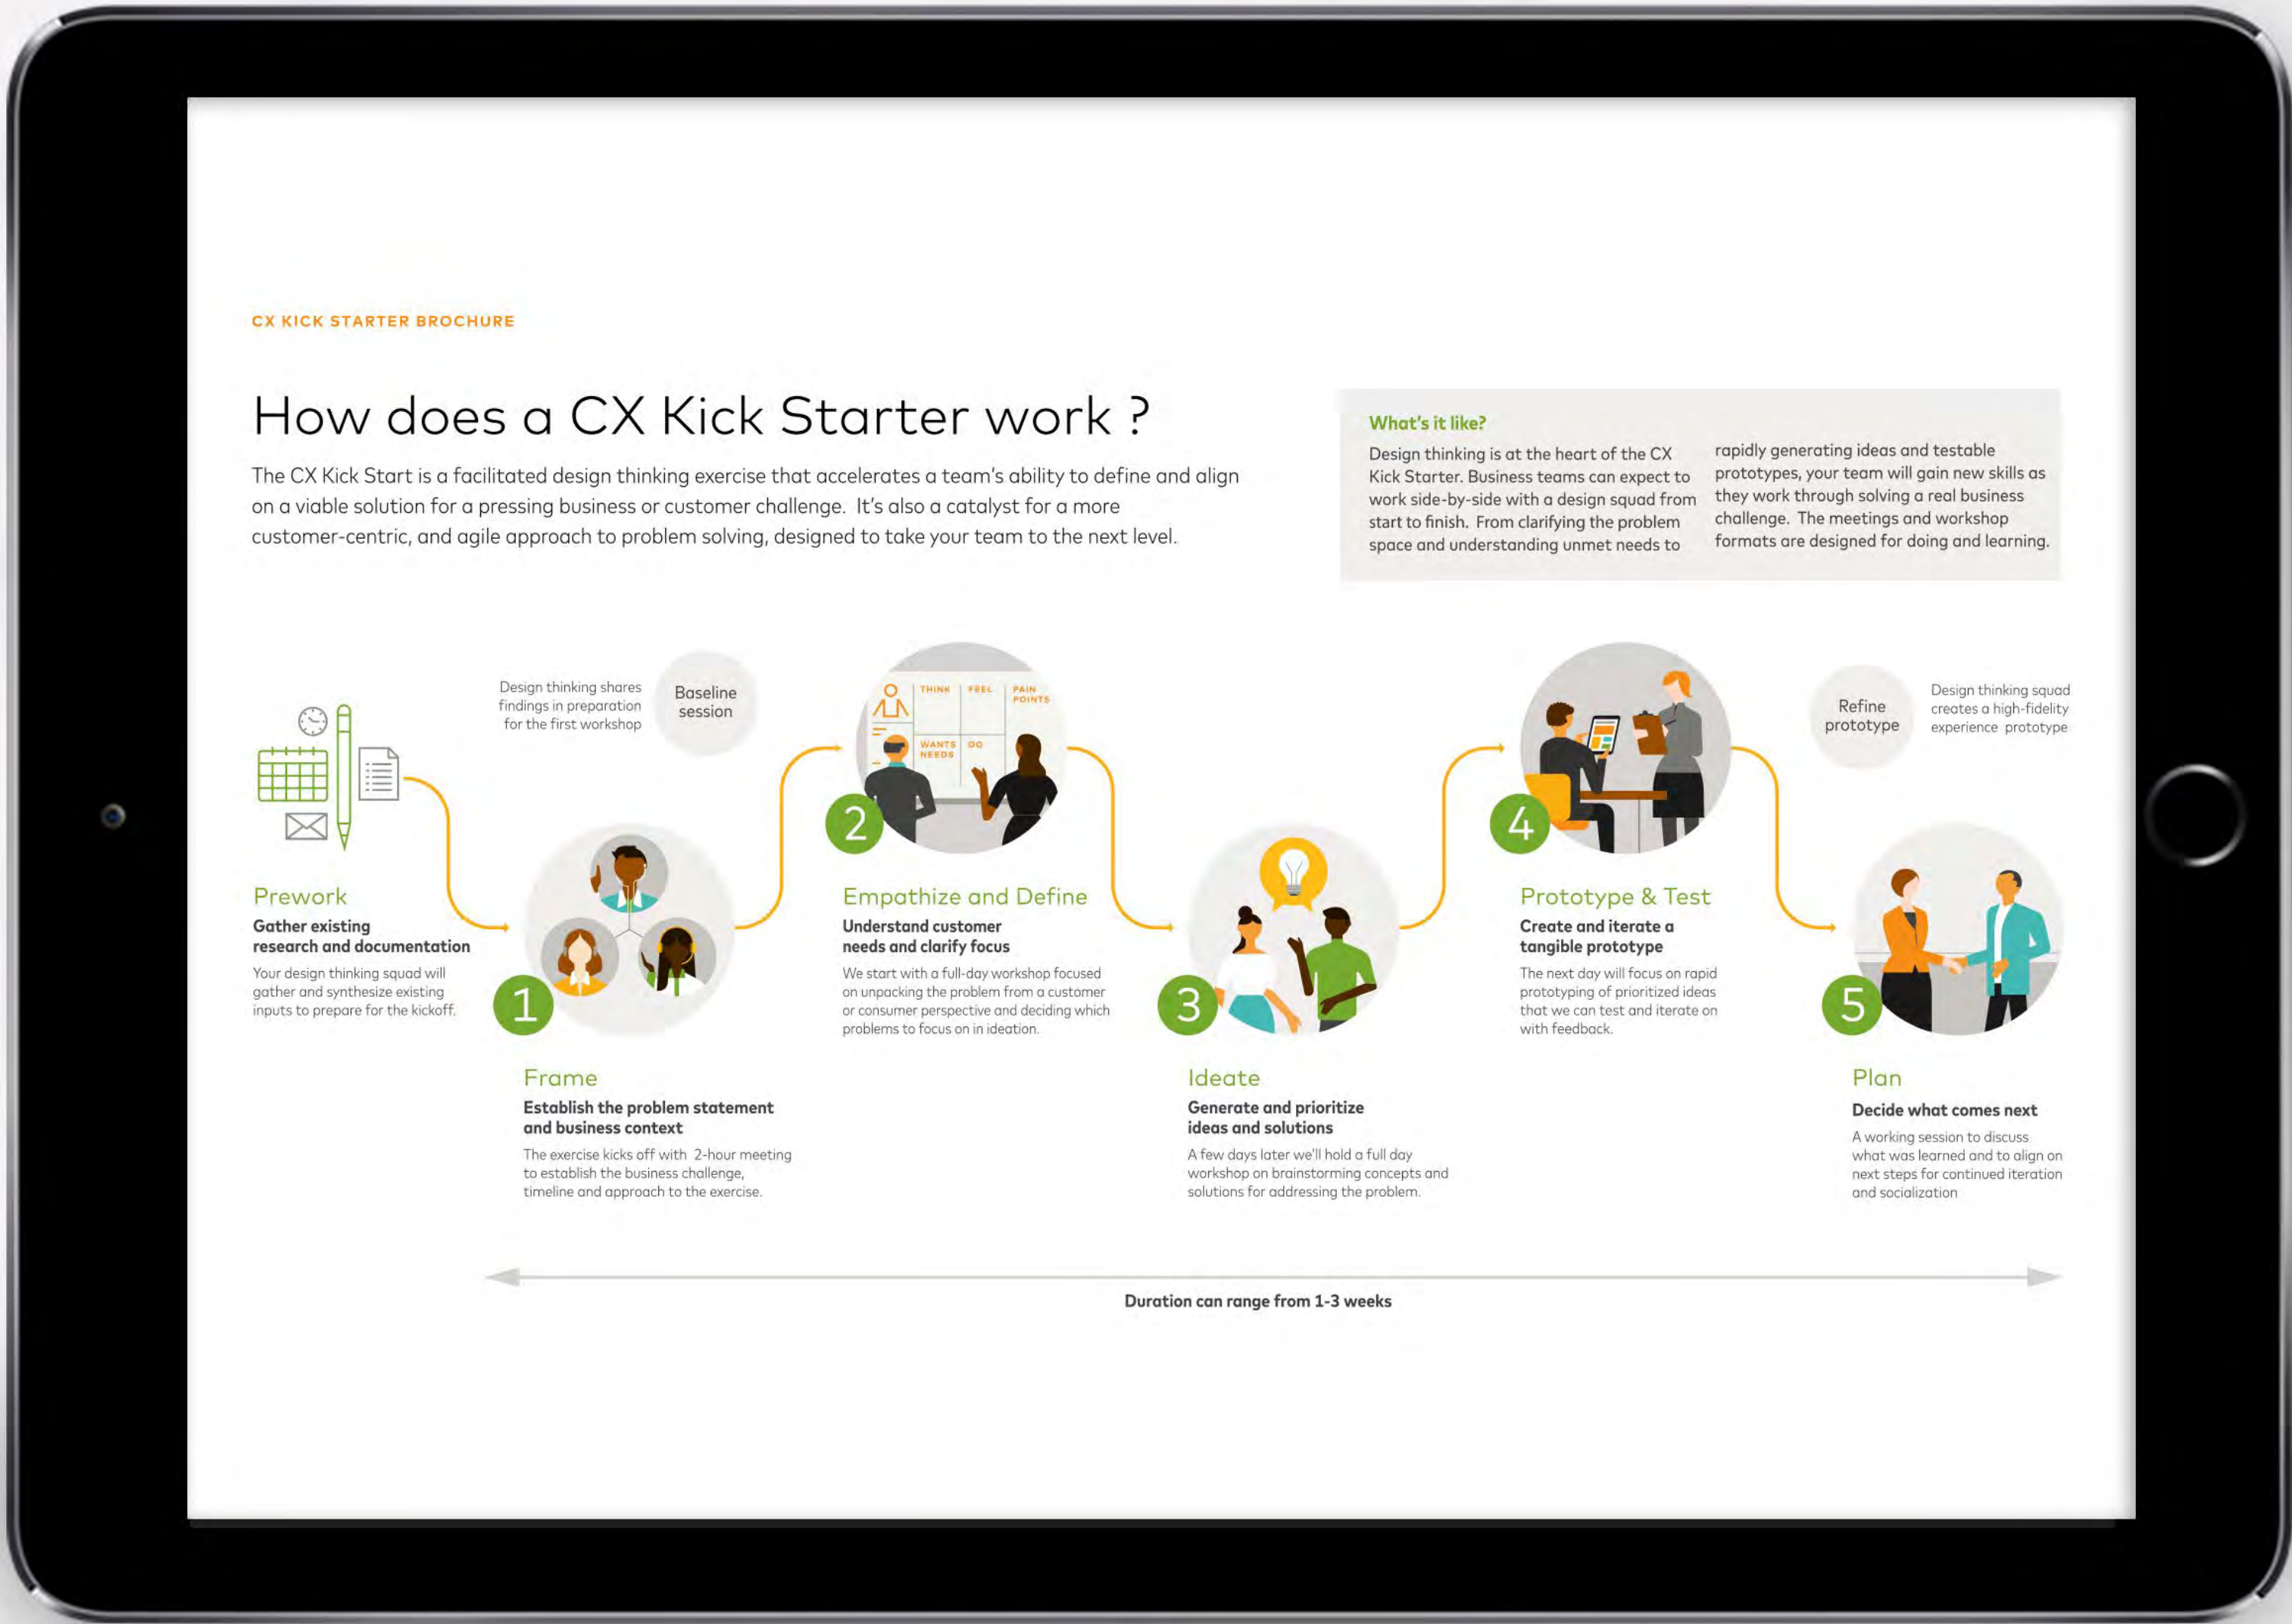 CX KICK STARTER BROCHURE
How does a CX Kick Starter work ?
The CX Kick Start is a facilitated design thinking exercise that accelerates a team's ability to define and align
on a viable solution for a pressing business or customer challenge. It's also a catalyst for a more
customer-centric, and agile approach to problem solving, designed to take your team to the next level.
What's it like?
Design thinking is at the heart of the CX
Kick Starter. Business teams can expect to
work side-by-side with a design squad from
start to finish. From clarifying the problem
space and understanding unmet needs to
rapidly generating ideas and testable
prototypes, your team will gain new skills as
they work through solving a real business
challenge. The meetings and workshop
formats are designed for doing and learning.
Prework
Gather existing
research and documentation
Your design thinking squad will
gather and synthesize existing
inputs to prepare for the kickoff.
Design thinking shares
findings in preparation
for the first workshop
Baseline
session
1
Frame
Establish the problem statement
and business context
The exercise kicks off with 2-hour meeting
to establish the business challenge,
timeline and approach to the exercise.
THINK
FEEL
PAIN
POINTS
WANTS
NEEDS
DO
2
Empathize and Define
Understand customer
needs and clarify focus
We start with a full-day workshop focused
on unpacking the problem from a customer
or consumer perspective and deciding which
problems to focus on in ideation.
3
Ideate
Generate and prioritize
ideas and solutions
A few days later we'll hold a full day
workshop on brainstorming concepts and
solutions for addressing the problem.
4
Prototype & Test
Create and iterate a
tangible prototype
The next day will focus on rapid
prototyping of prioritized ideas
that we can test and iterate on
with feedback.
Refine
prototype
Design thinking squad
creates a high-fidelity
experience prototype
5
Plan
Decide what comes next
A working session to discuss
what was learned and to align on
next steps for continued iteration
and socialization
Duration can range from 1-3 weeks